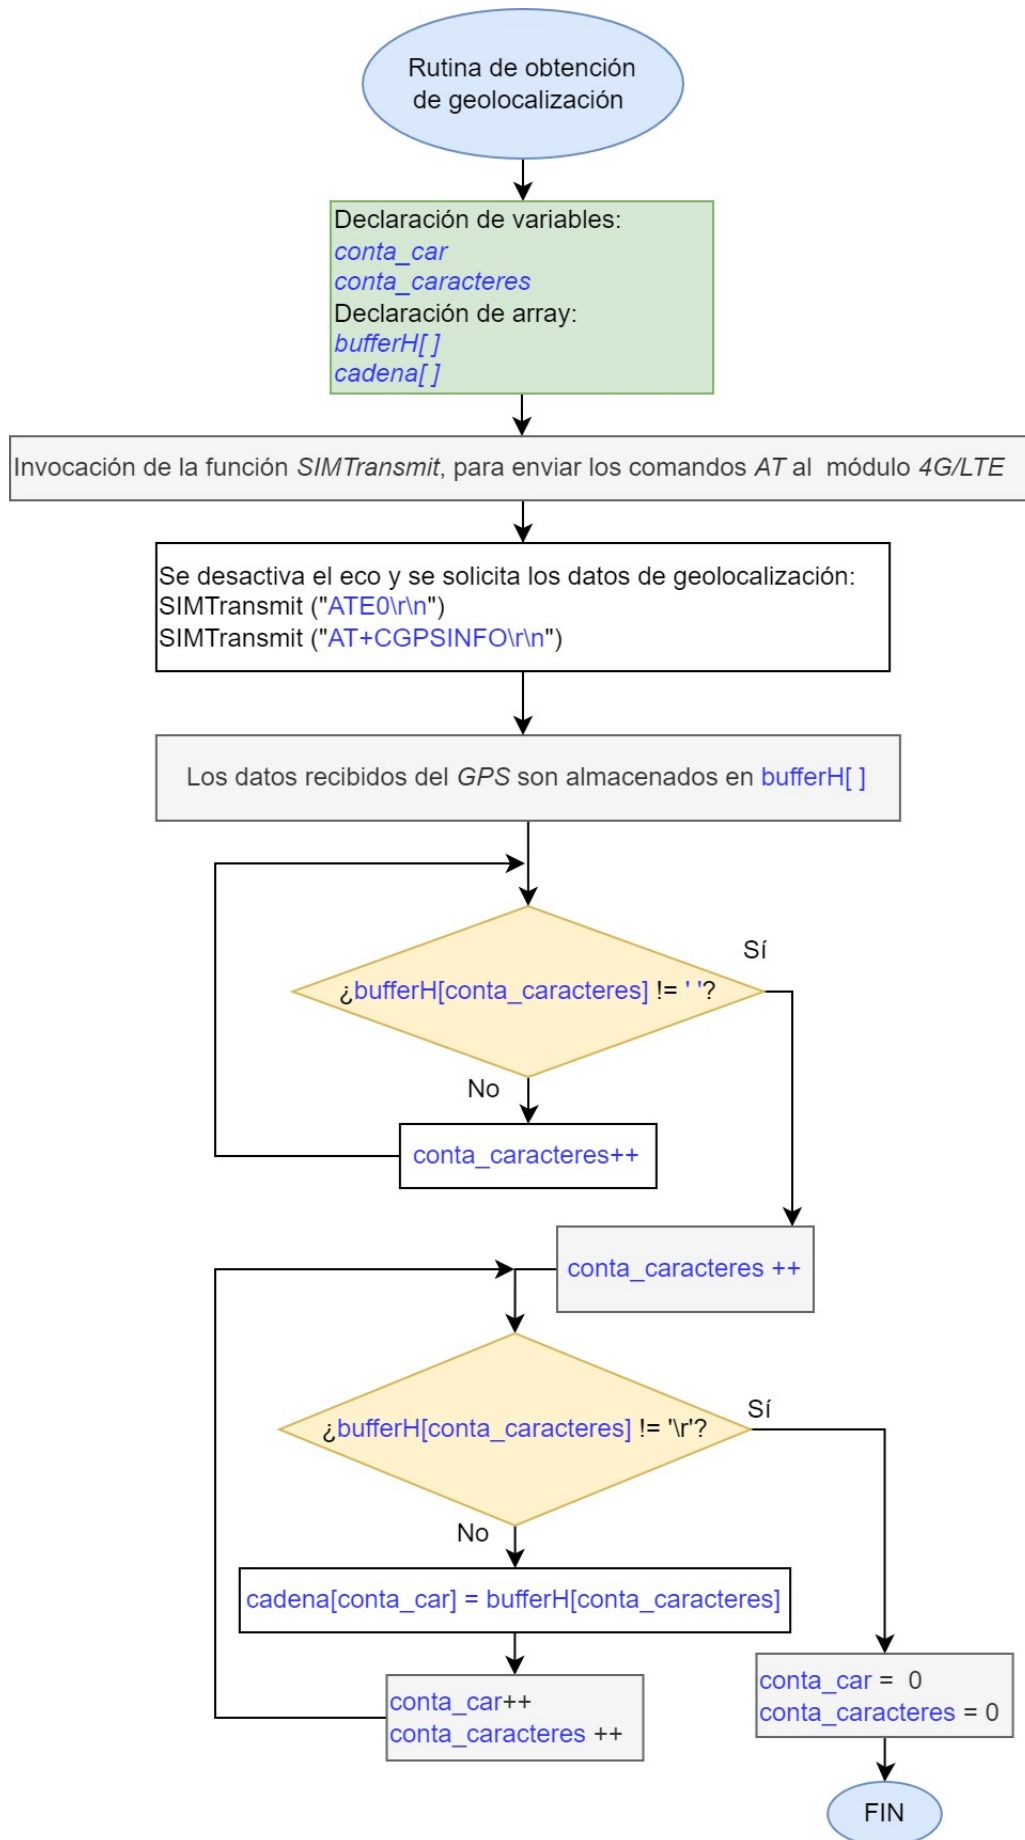 Rutina de obtención
de geolocalización
Declaración de variables:
conta_car
conta_caracteres
Declaración de array:
bufferH[ ]
cadena[ ]
Invocación de la función SIMTransmit, para enviar los comandos AT al módulo 4G/LTE
Se desactiva el eco y se solicita los datos de geolocalización:
SIMTransmit ("ATE0\r\n")
SIMTransmit ("AT+CGPSINFO\r\n")
Los datos recibidos del GPS son almacenados en bufferH[ ]
Sí
¿bufferH[conta_caracteres] != ' '?
No
conta_caracteres++
conta_caracteres ++
Sí
¿bufferH[conta_caracteres] != '\r'?
No
cadena[conta_car] = bufferH[conta_caracteres]
conta_car++
conta_caracteres ++
conta_car = 0
conta_caracteres = 0
FIN